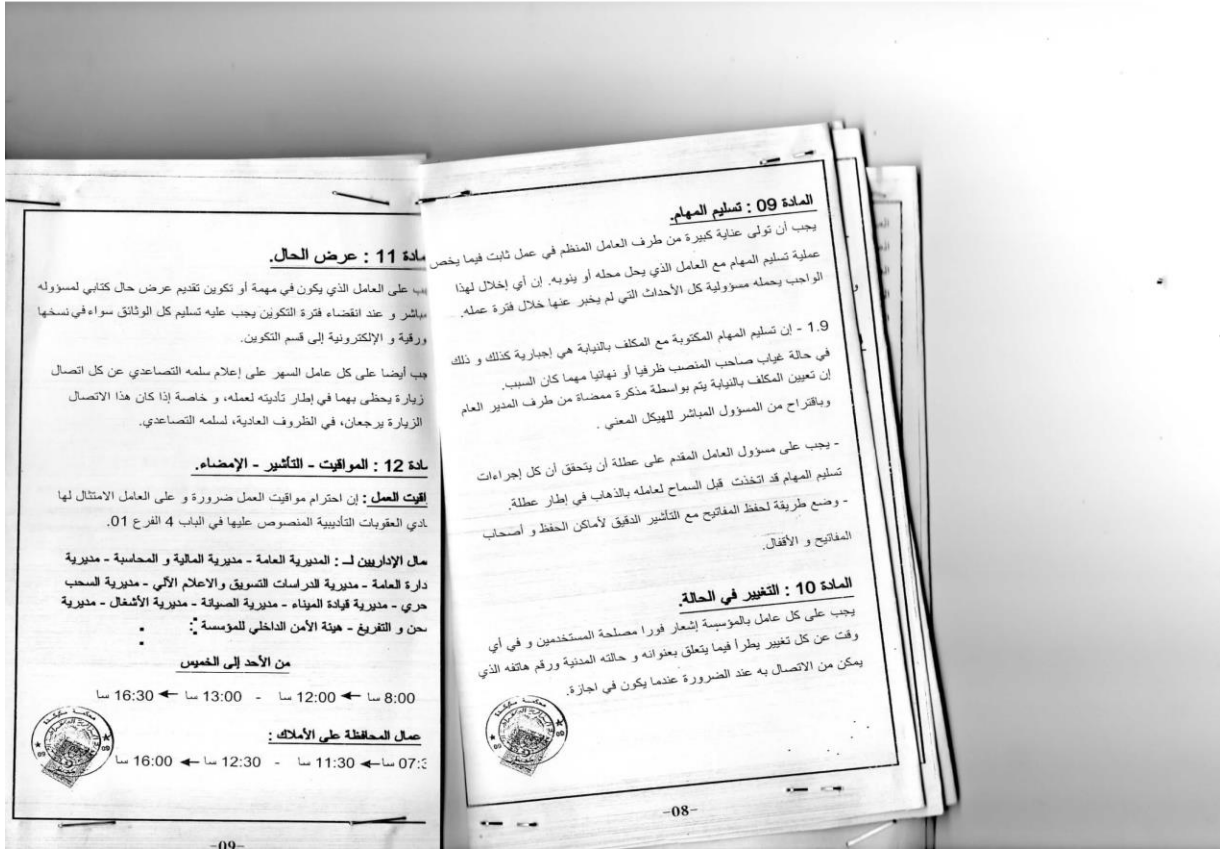 المادة 09 : تسليم المهام.
يجب أن تولى عناية كبيرة من طرف العامل المنظم في عمل ثابت فيما يخص
عملية تسليم المهام مع العامل الذي يحل محله أو ينوبه. إن أي إخلال لهذا
الواجب يحمله مسؤولية كل الأحداث التي لم يخبر عنها خلال فترة عمله.
1.9 - إن تسليم المهام المكتوبة مع المكلف بالنيابة هي إجبارية كذلك و ذلك
في حالة غياب صاحب المنصب ظرفيا أو نهائيا مهما كان السبب.
إن تعيين المكلف بالنيابة يتم بواسطة مذكرة ممضاة من طرف المدير العام
وباقتراح من المسؤول المباشر للهيكل المعني .
- يجب على مسؤول العامل المقدم على عطلة أن يتحقق أن كل إجراءات
تسليم المهام قد اتخذت قبل السماح لعامله بالذهاب في إطار عطلة.
- وضع طريقة لحفظ المفاتيح مع التأشير الدقيق لأماكن الحفظ و أصحاب
المفاتيح و الأقفال.
المادة 10 : التغيير في الحالة.
يجب على كل عامل بالمؤسسة إشعار فورا مصلحة المستخدمين و في أي
وقت عن كل تغيير يطرأ فيما يتعلق بعنوانه و حالته المدنية ورقم هاتفه الذي
يمكن من الاتصال به عند الضرورة عندما يكون في اجازة.
-08-
مادة 11 : عرض الحال.
يب على العامل الذي يكون في مهمة أو تكوين تقديم عرض حال كتابي لمسؤوله
مباشر و عند انقضاء فترة التكوين يجب عليه تسليم كل الوثائق سواء في نسخها
ورقية و الإلكترونية إلى قسم التكوين.
جب أيضا على كل عامل السهر على إعلام سلمه التصاعدي عن كل اتصال
زيارة يحظى بهما في إطار تأديته لعمله، و خاصة إذا كان هذا الاتصال
الزيارة يرجعان، في الظروف العادية، لسلمه التصاعدي.
مادة 12 : المواقيت - التأشير - الإمضاء.
اقيت العمل : إن احترام مواقيت العمل ضرورة و على العامل الامتثال لها
ادي العقوبات التأديبية المنصوص عليها في الباب 4 الفرع 01.
مال الإداريين لـ : المديرية العامة - مديرية المالية و المحاسبة - مديرية
دارة العامة - مديرية الدراسات التسويق والاعلام الآلي - مديرية السحب
حري - مديرية قيادة الميناء - مديرية الصيانة - مديرية الأشغال - مديرية
حن و التفريغ - هيئة الأمن الداخلي للمؤسسة :
من الأحد إلى الخميس
8:00 سا ← 12:00 سا - 13:00 سا ← 16:30 سا
عمال المحافظة على الأملاك :
07:3 سا ← 11:30 سا - 12:30 سا ← 16:00 سا
-09-